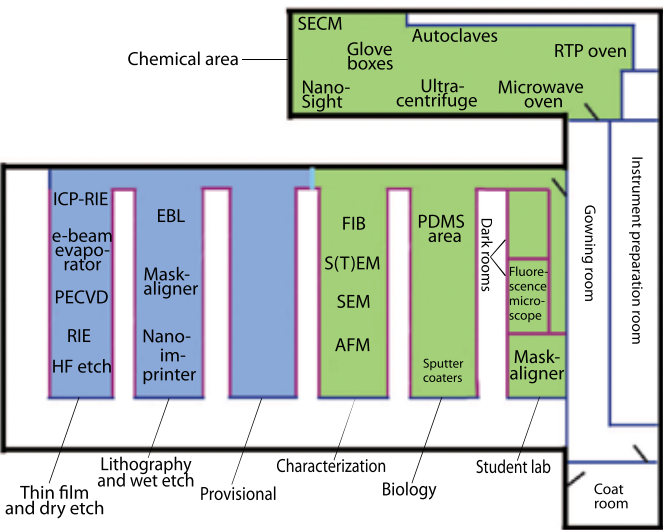 SECM
Autoclaves
Glove
boxes
RTP oven
Chemical area
Nano-
Sight
Ultra-
centrifuge
Microwave
oven
Instrument preparation room
Gowning room
ICP-RIE
e-beam
evapo-
rator
PECVD
RIE
HF etch
EBL
Mask-
aligner
Nano-
im-
printer
FIB
S(T)EM
SEM
AFM
PDMS
area
Sputter
coaters
Dark rooms
Fluore-
scence
micro-
scope
Mask-
aligner
Thin film
and dry etch
Lithography
and wet etch
Provisional
Characterization
Biology
Student lab
Coat
room